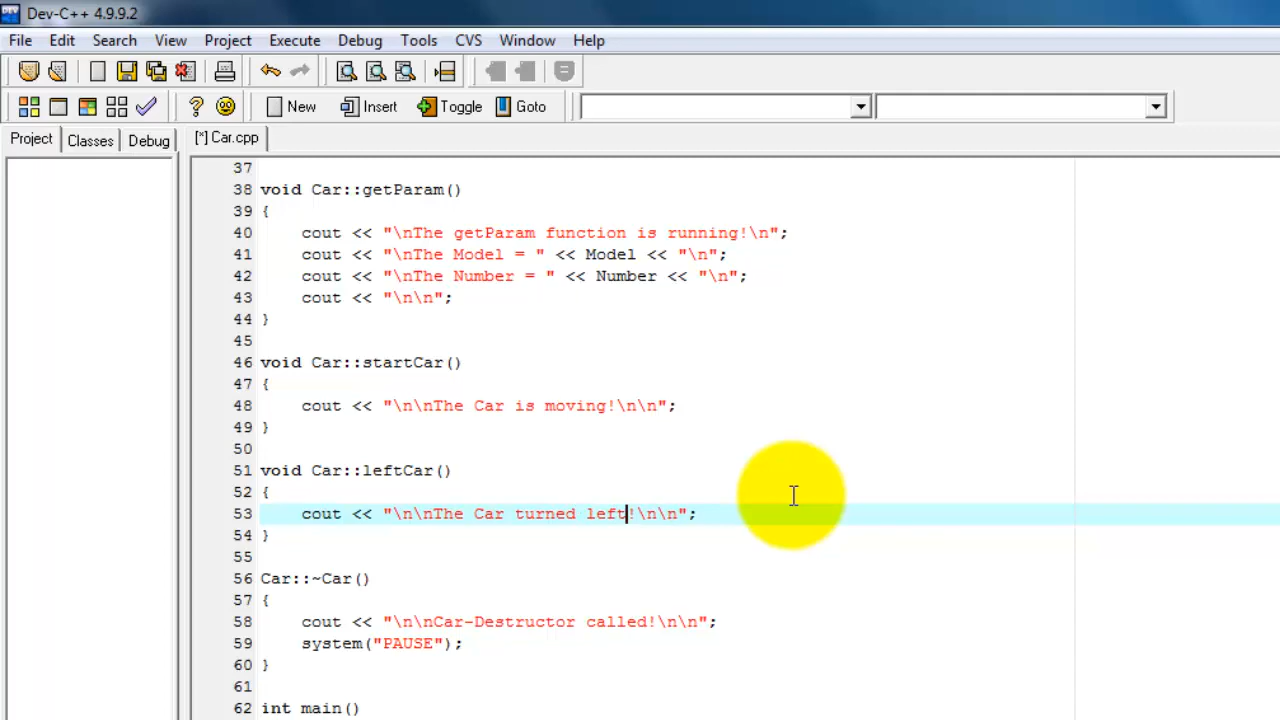 Dev-C++ 4.9.9.2
File Edit Search View Project Execute Debug Tools CVS Window Help
New Insert Toggle Goto
Project Classes Debug [*] Car.cpp
37
38 void Car::getParam()
39 {
40 cout << "\nThe getParam function is running!\n";
41 cout << "\nThe Model = " << Model << "\n";
42 cout << "\nThe Number = " << Number << "\n";
43 cout << "\n\n";
44 }
45
46 void Car::startCar()
47 {
48 cout << "\n\nThe Car is moving!\n\n";
49 }
50
51 void Car::leftCar()
52 {
53 cout << "\n\nThe Car turned left!\n\n";
54 }
55
56 Car::~Car()
57 {
58 cout << "\n\nCar-Destructor called!\n\n";
59 system("PAUSE");
60 }
61
62 int main()